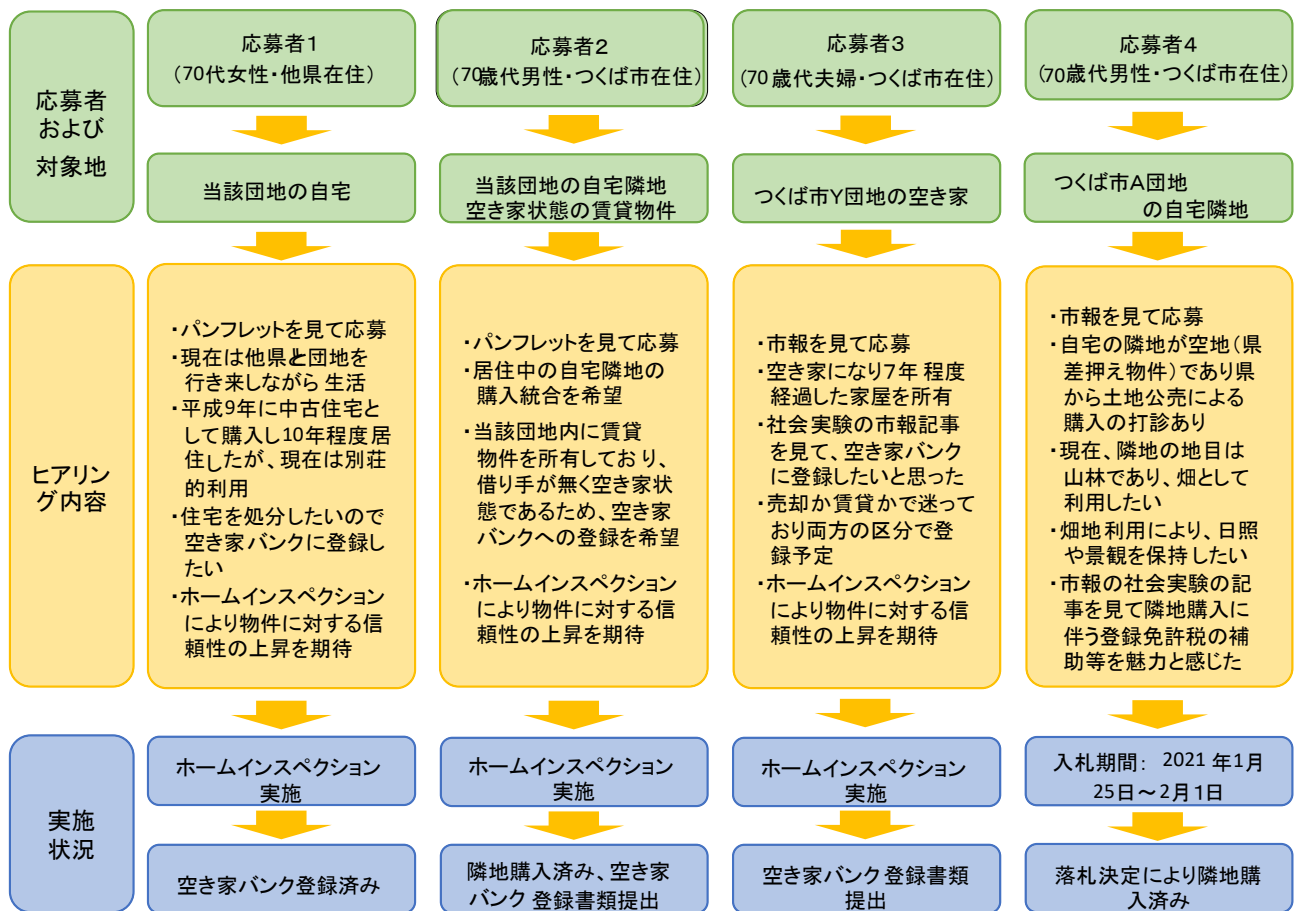 応募者
および
対象地
応募者1
(70代女性・他県在住)
応募者2
(70歳代男性・つくば市在住)
応募者3
(70歳代夫婦・つくば市在住)
応募者4
(70歳代男性・つくば市在住)
当該団地の自宅
当該団地の自宅隣地
空き家状態の賃貸物件
つくば市Y団地の空き家
つくば市A団地
の自宅隣地
ヒアリン
グ内容
・パンフレットを見て応募
・現在は他県と団地を
行き来しながら 生活
・平成9年に中古住宅と
して購入し10年程度居
住したが、現在は別荘
的利用
・住宅を処分したいので
空き家バンクに登録し
たい
・ホームインスペクション
により物件に対する信
頼性の上昇を期待
・パンフレットを見て応募
・居住中の自宅隣地の
購入統合を希望
・当該団地内に賃貸
物件を所有しており、
借り手が無く空き家状
態であるため、空き家
バンクへの登録を希望
・ホームインスペクション
により物件に対する信
頼性の上昇を期待
・市報を見て応募
・空き家になり7年 程度
経過した家屋を所有
・社会実験の市報記事
を見て、空き家バンク
に登録したいと思った
・売却か賃貸かで迷って
おり両方の区分で登
録予定
・ホームインスペクション
により物件に対する信
頼性の上昇を期待
・市報を見て応募
・自宅の隣地が空地(県
差押え物件)であり県
から土地公売による
購入の打診あり
・現在、隣地の地目は
山林であり、畑として
利用したい
・畑地利用により、日照
や景観を保持したい
・市報の社会実験の記
事を見て隣地購入に
伴う登録免許税の補
助等を魅力と感じた
実施
状況
ホームインスペクション
実施
ホームインスペクション
実施
ホームインスペクション
実施
入札期間: 2021 年1月
25日～2月1日
空き家バンク登録済み
隣地購入済み、空き家
バンク 登録書類提出
空き家バンク 登録書類
提出
落札決定により隣地購
入済み